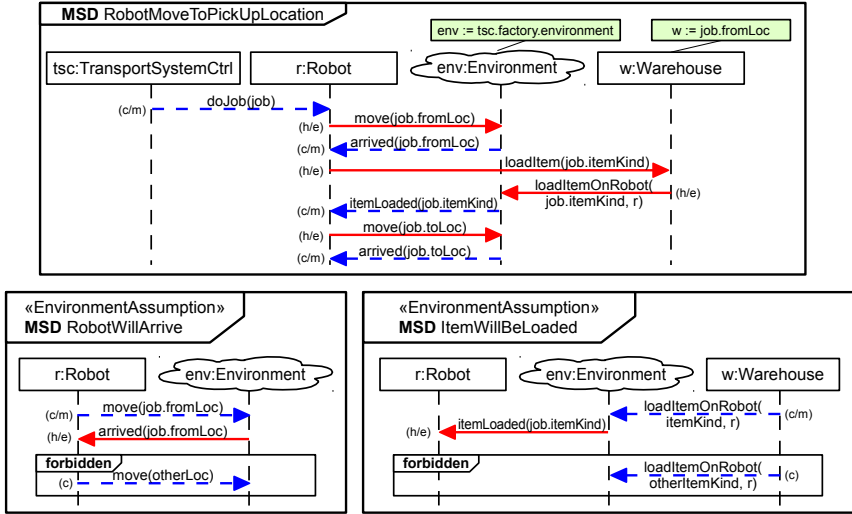 MSD RobotMoveToPickUpLocation
env := tsc.factory.environment
w := job.fromLoc
tsc:TransportSystemCtrl
r:Robot
env:Environment
w:Warehouse
(c/m)
doJob(job)
(h/e)
move(job.fromLoc)
(c/m)
arrived(job.fromLoc)
(h/e)
loadItem(job.itemKind)
loadItemOnRobot(
job.itemKind, r)
(h/e)
(c/m)
itemLoaded(job.itemKind)
(h/e)
move(job.toLoc)
(c/m)
arrived(job.toLoc)
«EnvironmentAssumption»
MSD RobotWillArrive
r:Robot
env:Environment
(c/m)
move(job.fromLoc)
(h/e)
arrived(job.fromLoc)
forbidden
(c)
move(otherLoc)
«EnvironmentAssumption»
MSD ItemWillBeLoaded
r:Robot
env:Environment
w:Warehouse
loadItemOnRobot(
itemKind, r)
(c/m)
(h/e)
itemLoaded(job.itemKind)
forbidden
loadItemOnRobot(
otherItemKind, r)
(c)